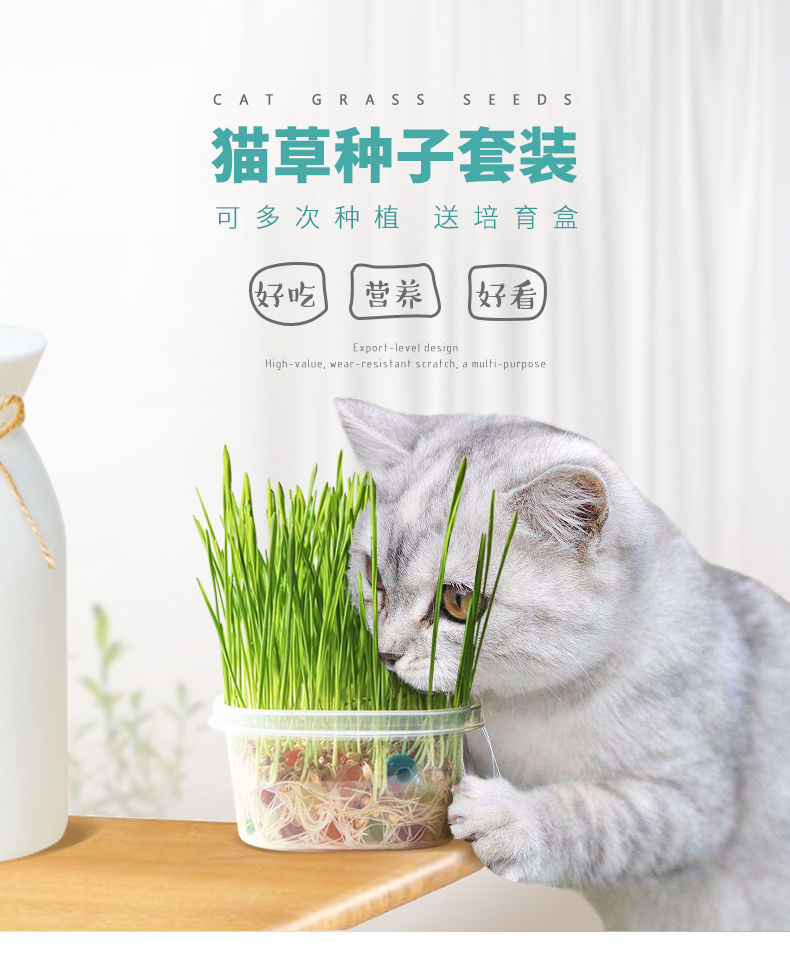 CAT GRASS SEEDS
猫草种子套装
可多次种植 送培育盒
好吃 营养 好看
Export-level design
High-value, wear-resistant scratch, a multi-purpose